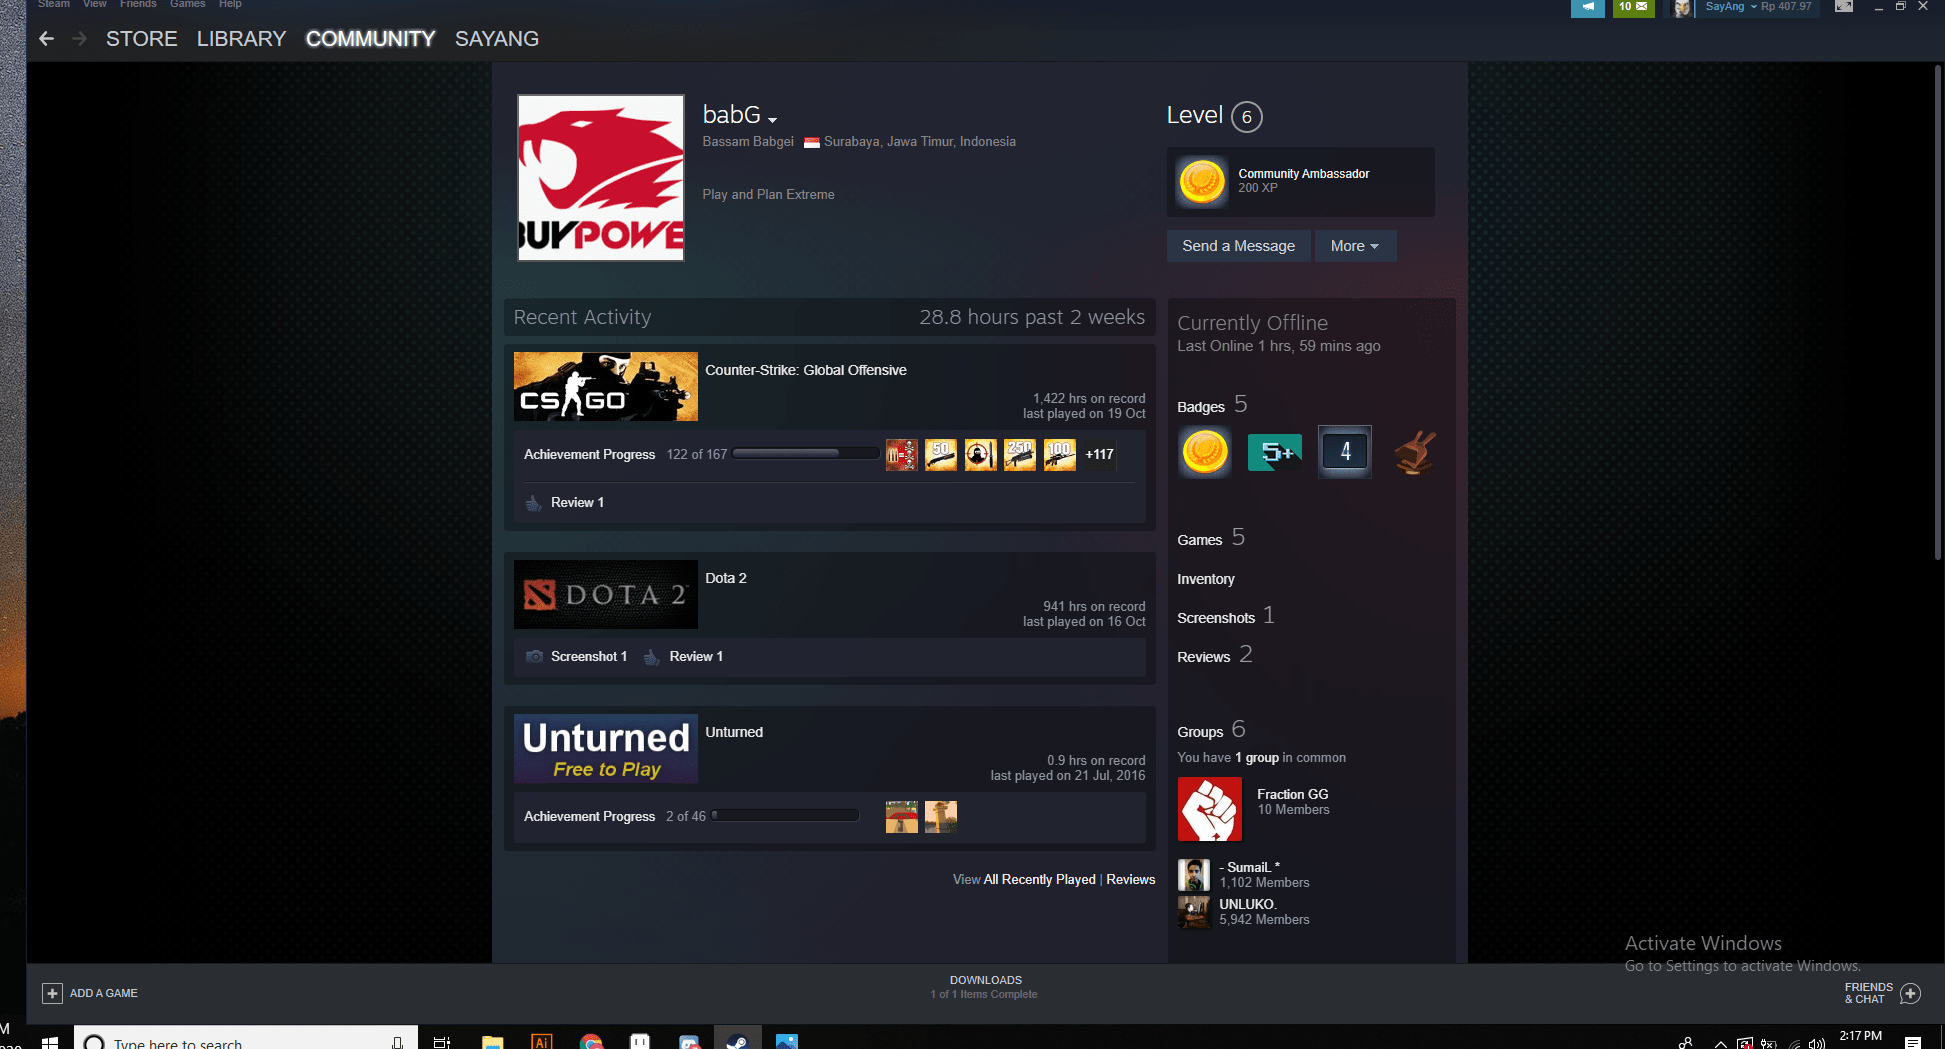 Steam View Friends Games Help
10
SayAng Rp 407.97
STORE LIBRARY COMMUNITY SAYANG
BUYPOWE
babG
Bassam Babgei Surabaya, Jawa Timur, Indonesia
Play and Plan Extreme
Level 6
Community Ambassador
200 XP
Send a Message
More
Recent Activity 28.8 hours past 2 weeks
CS GO
Counter-Strike: Global Offensive
1,422 hrs on record
last played on 19 Oct
Achievement Progress 122 of 167
50
250
100
+117
Review 1
DOTA 2
Dota 2
941 hrs on record
last played on 16 Oct
Screenshot 1 Review 1
Unturned
Free to Play
Unturned
0.9 hrs on record
last played on 21 Jul, 2016
Achievement Progress 2 of 46
View All Recently Played | Reviews
Currently Offline
Last Online 1 hrs, 59 mins ago
Badges 5
5+
4
Games 5
Inventory
Screenshots 1
Reviews 2
Groups 6
You have 1 group in common
Fraction GG
10 Members
- SumaiL *
1,102 Members
UNLUKO.
5,942 Members
Activate Windows
Go to Settings to activate Windows.
ADD A GAME
DOWNLOADS
1 of 1 Items Complete
FRIENDS
& CHAT
Type here to search
Ai
2:17 PM